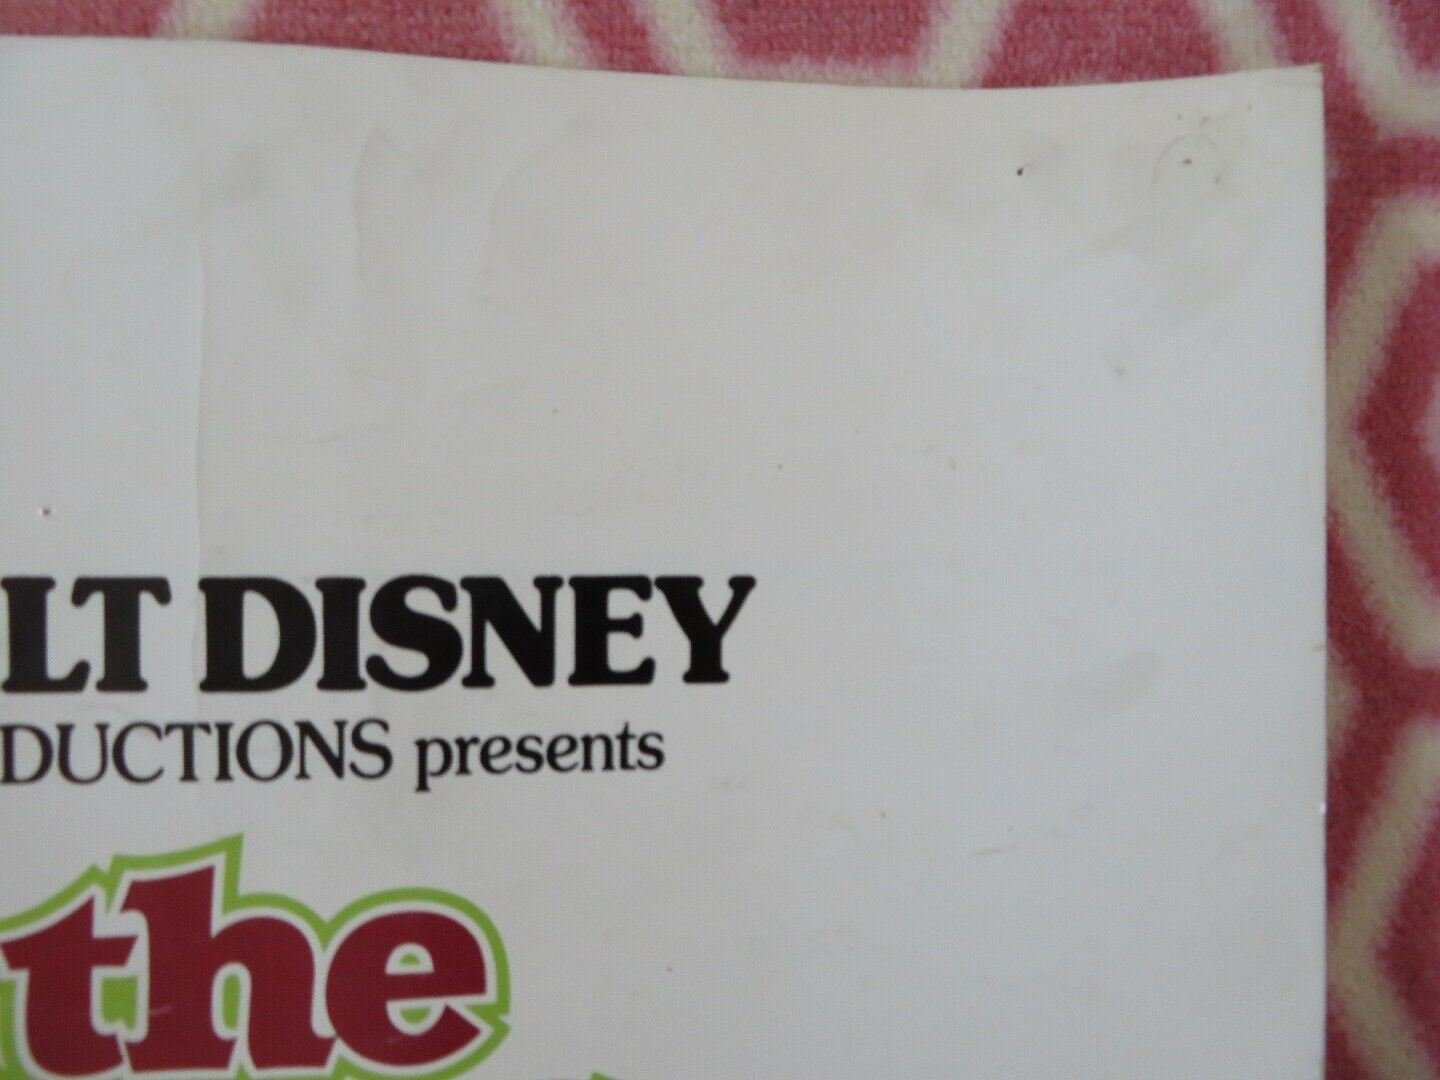 LT DISNEY
DUCTIONS presents
the